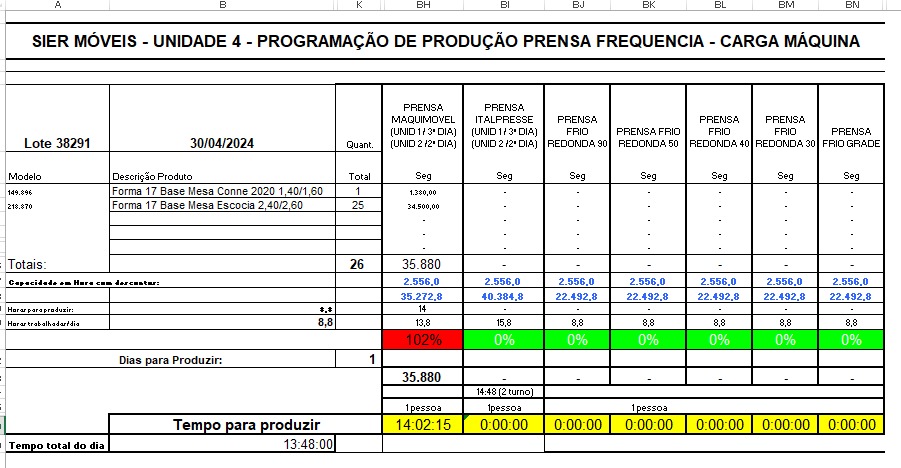 A B K BH BI BJ BK BL BM BN
SIER MÓVEIS - UNIDADE 4 - PROGRAMAÇÃO DE PRODUÇÃO PRENSA FREQUENCIA - CARGA MÁQUINA
Lote 38291 30/04/2024 Quant. PRENSA MAQUIMOVEL (UNID 1/ 3ª DIA) (UNID 2 /2ª DIA) PRENSA ITALPRESSE (UNID 1/ 3ª DIA) (UNID 2 /2ª DIA) PRENSA FRIO REDONDA 90 PRENSA FRIO REDONDA 50 PRENSA FRIO REDONDA 40 PRENSA FRIO REDONDA 30 PRENSA FRIO GRADE
Modelo Descrição Produto Total Seg Seg Seg Seg Seg Seg Seg
149.896 Forma 17 Base Mesa Conne 2020 1,40/1,60 1 1.380,00 - - - - - -
218.870 Forma 17 Base Mesa Escocia 2,40/2,60 25 34.500,00 - - - - - -
- - - - - - -
- - - - - - -
- - - - - - -
Totais: 26 35.880 - - - - - -
Capacidade em Hora com descontar: 2.556,0 2.556,0 2.556,0 2.556,0 2.556,0 2.556,0 2.556,0
35.272,8 40.384,8 22.492,8 22.492,8 22.492,8 22.492,8 22.492,8
Horar para produzir: 8,8 14 - - - - - -
Horar trabalhadar/dia 8,8 13,8 15,8 8,8 8,8 8,8 8,8 8,8
102% 0% 0% 0% 0% 0% 0%
Dias para Produzir: 1
35.880 - - - - - -
14:48 (2 turno)
1 pessoa 1 pessoa 1 pessoa
Tempo para produzir 14:02:15 0:00:00 0:00:00 0:00:00 0:00:00 0:00:00 0:00:00
Tempo total do dia 13:48:00